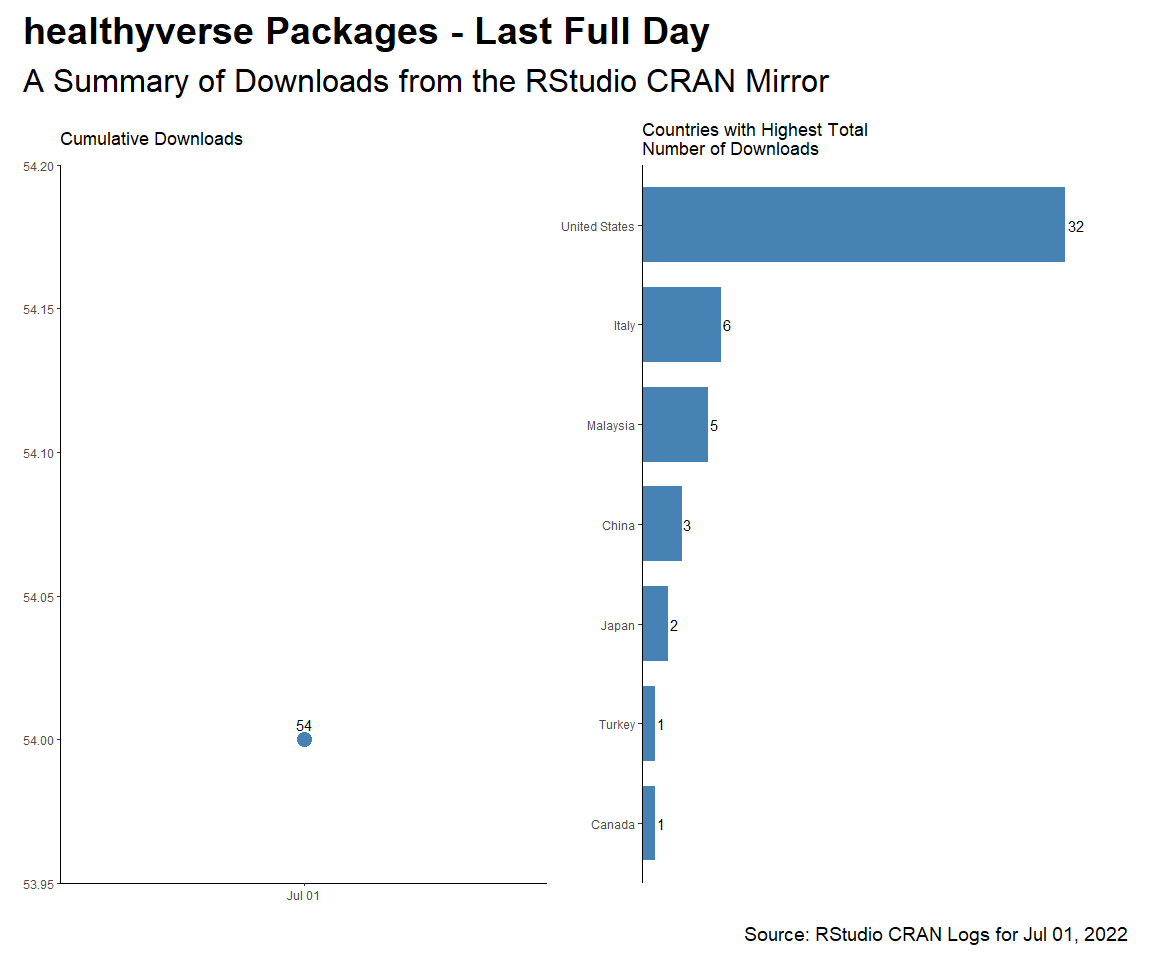 healthyverse Packages - Last Full Day
A Summary of Downloads from the RStudio CRAN Mirror
Cumulative Downloads
54.20
54.15
54.10
54.05
54.00
53.95
54
Jul 01
Countries with Highest Total
Number of Downloads
United States
32
Italy
6
Malaysia
5
China
3
Japan
2
Turkey
1
Canada
1
Source: RStudio CRAN Logs for Jul 01, 2022